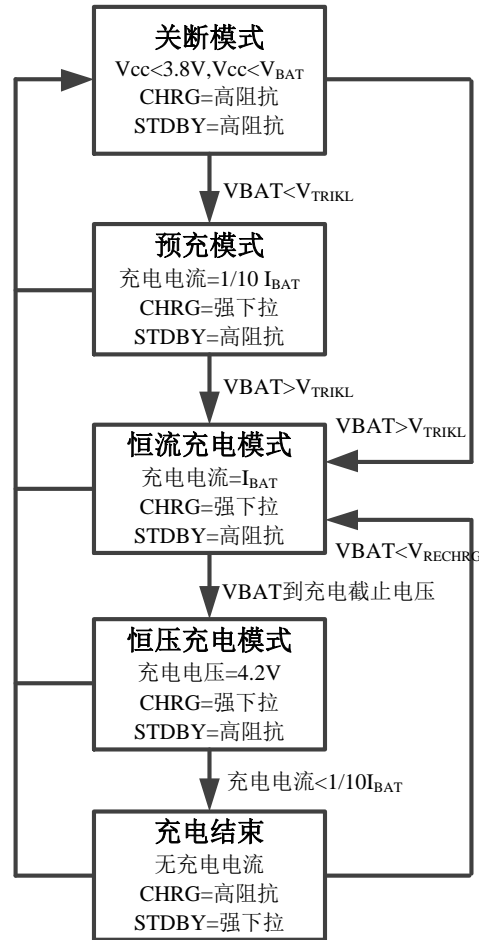 关断模式
Vcc<3.8V,Vcc<VBAT
CHRG=高阻抗
STDBY=高阻抗
VBAT<VTRIKL
预充模式
充电电流=1/10 IBAT
CHRG=强下拉
STDBY=高阻抗
VBAT>VTRIKL
VBAT>VTRIKL
恒流充电模式
充电电流=IBAT
CHRG=强下拉
STDBY=高阻抗
VBAT<VRECHRG
VBAT到充电截止电压
恒压充电模式
充电电压=4.2V
CHRG=强下拉
STDBY=高阻抗
充电电流<1/10IBAT
充电结束
无充电电流
CHRG=高阻抗
STDBY=强下拉